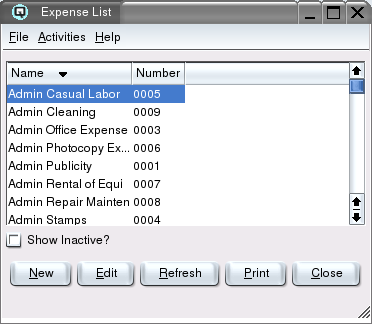 Expense List
File Activities Help
Name Number
Admin Casual Labor 0005
Admin Cleaning 0009
Admin Office Expense 0003
Admin Photocopy Ex... 0006
Admin Publicity 0001
Admin Rental of Equi 0007
Admin Repair Mainten 0008
Admin Stamps 0004
Show Inactive?
New Edit Refresh Print Close